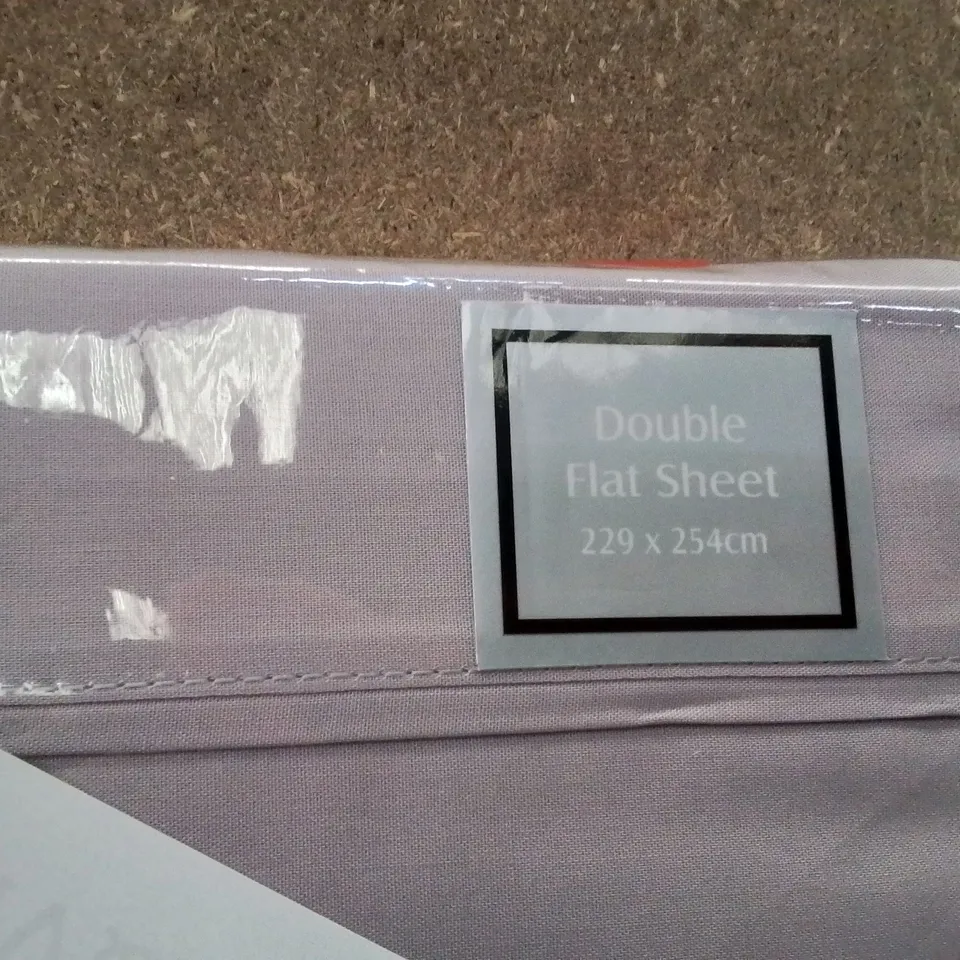 Double
Flat Sheet
229 x 254cm